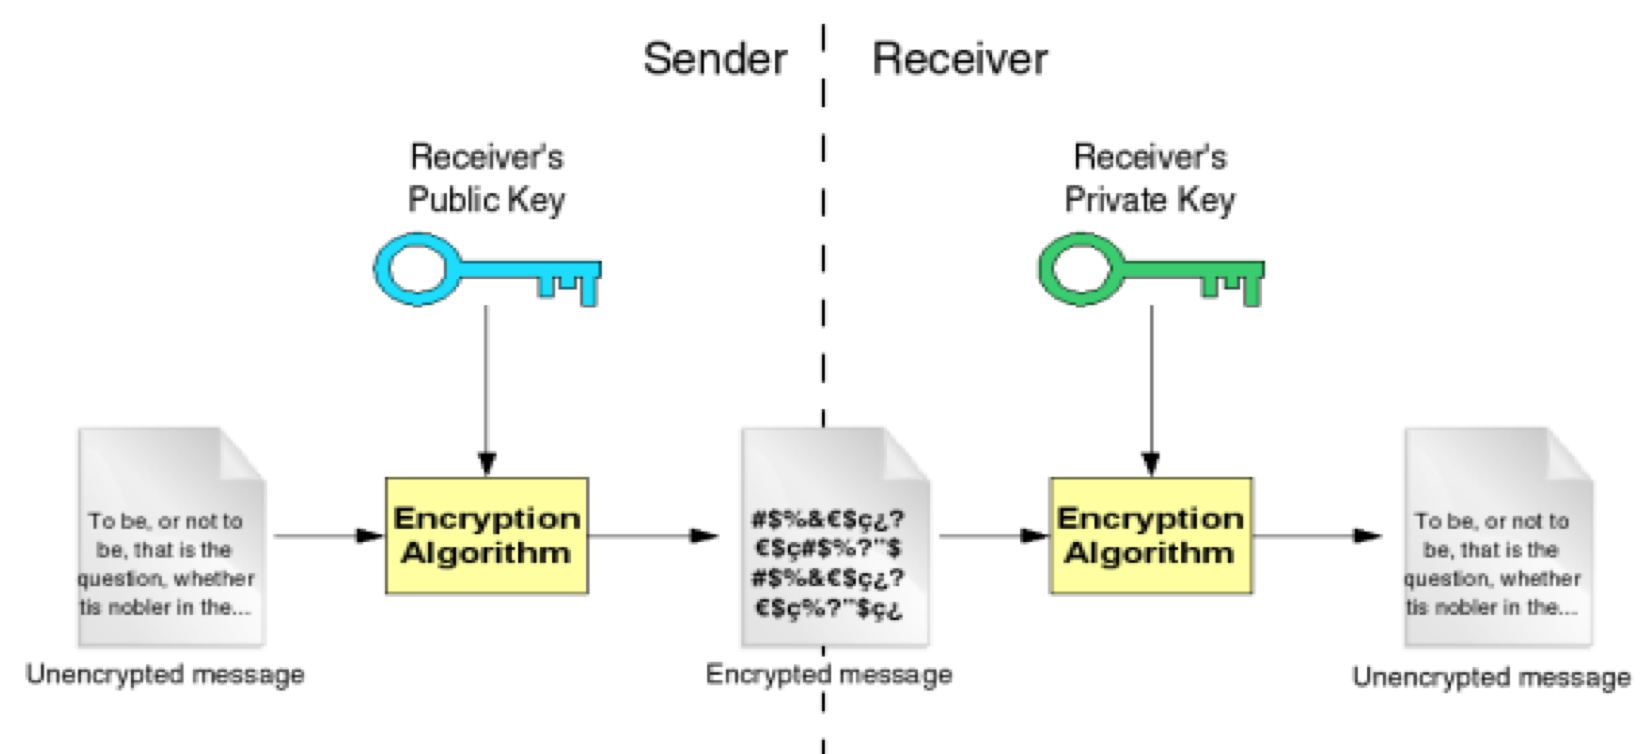 Sender
Receiver
Receiver's
Public Key
Receiver's
Private Key
To be, or not to
be, that is the
question, whether
tis nobler in the...
Unencrypted message
Encryption
Algorithm
#$%&€$ç¿?
€$ç#$%?"$
#$%&€$ç¿?
€$ç%?"$ç¿
Encrypted message
Encryption
Algorithm
To be, or not to
be, that is the
question, whether
tis nobler in the...
Unencrypted message